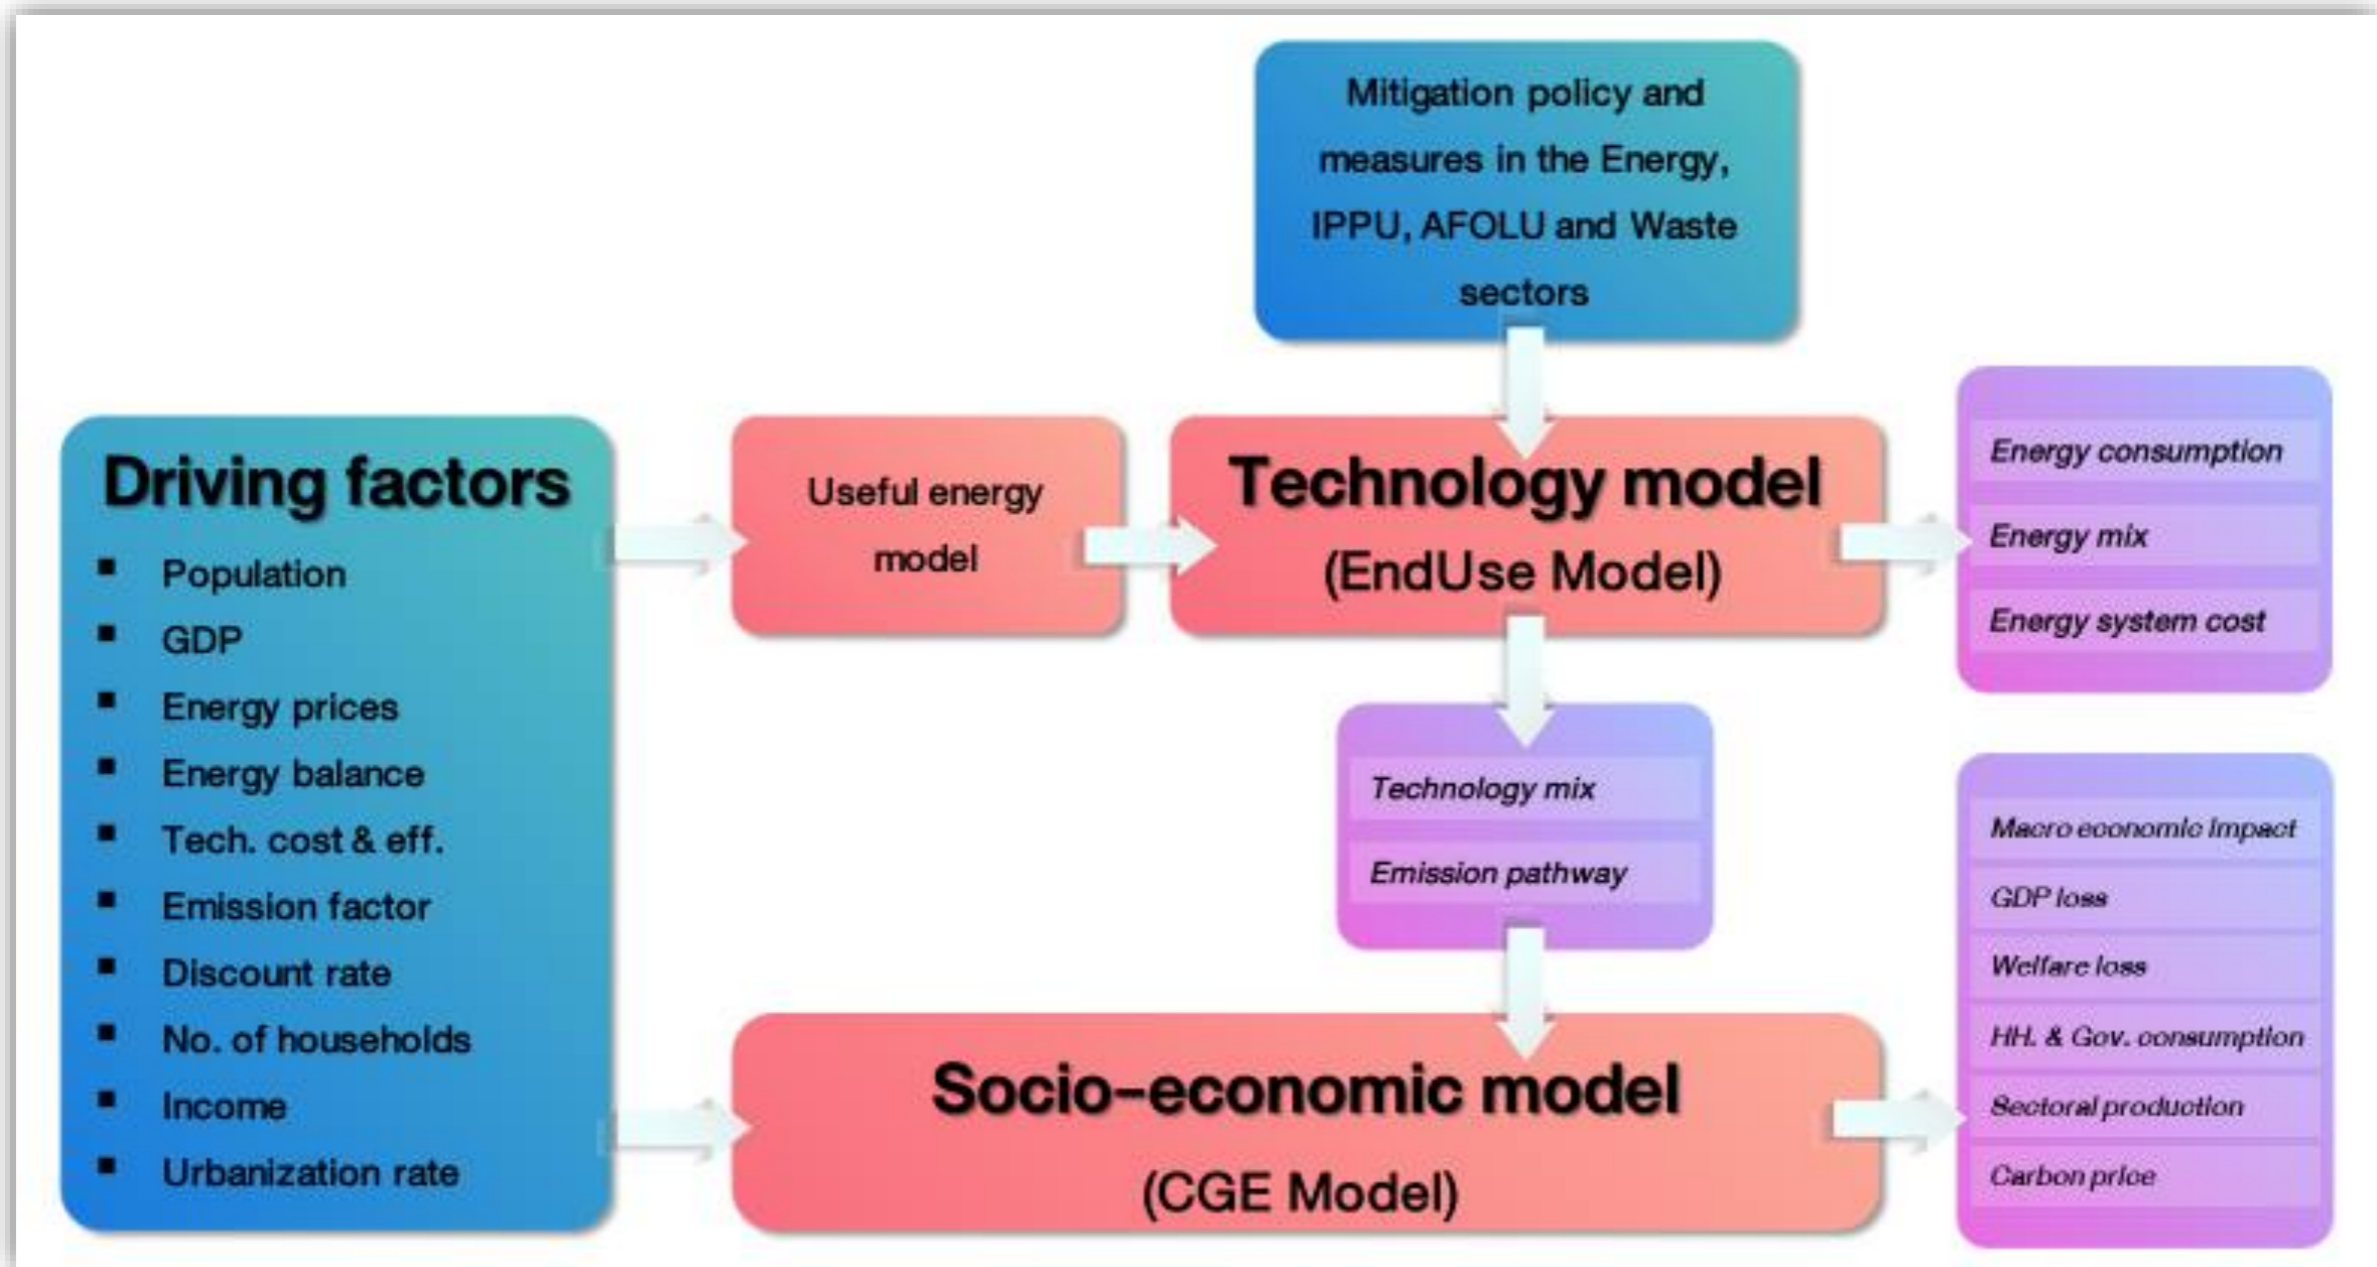 Mitigation policy and
measures in the Energy,
IPPU, AFOLU and Waste
sectors
Driving factors
▪ Population
▪ GDP
▪ Energy prices
▪ Energy balance
▪ Tech. cost & eff.
▪ Emission factor
▪ Discount rate
▪ No. of households
▪ Income
▪ Urbanization rate
Useful energy
model
Technology model
(EndUse Model)
Energy consumption
Energy mix
Energy system cost
Technology mix
Emission pathway
Socio-economic model
(CGE Model)
Macro economic impact
GDP loss
Welfare loss
HH. & Gov. consumption
Sectoral production
Carbon price